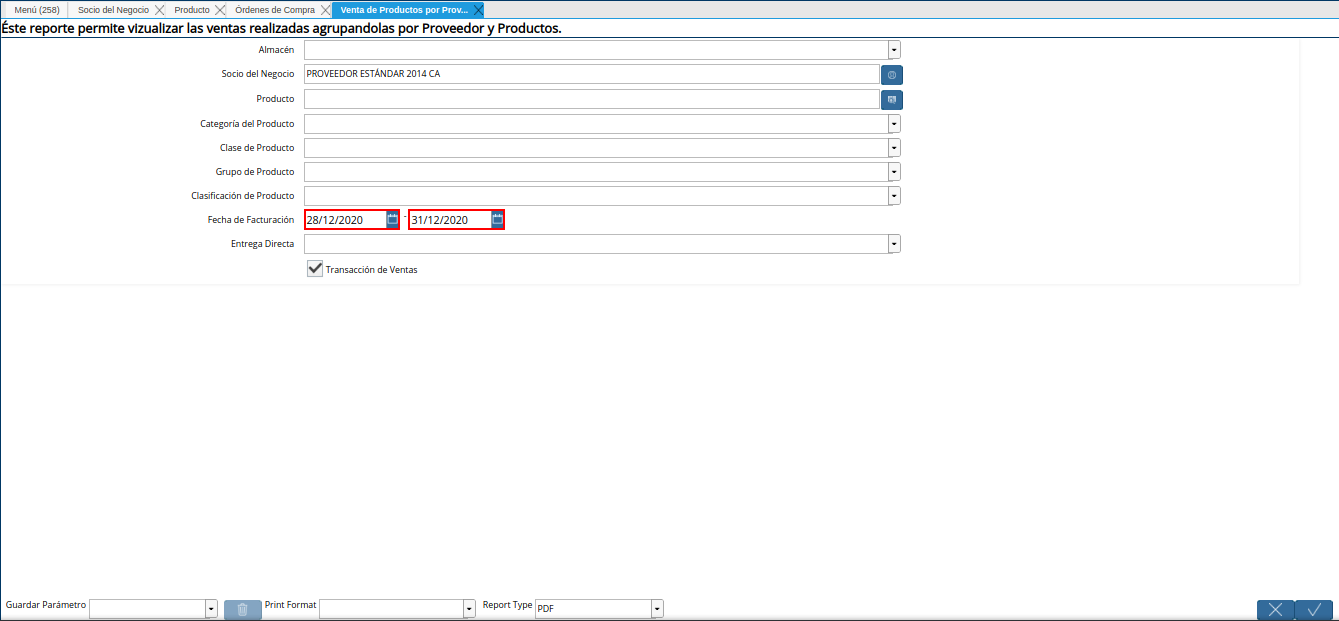 Menú (258) Socio del Negocio Producto Órdenes de Compra Venta de Productos por Prov...
Éste reporte permite vizualizar las ventas realizadas agrupandolas por Proveedor y Productos.
Almacén
Socio del Negocio PROVEEDOR ESTÁNDAR 2014 CA
Producto
Categoría del Producto
Clase de Producto
Grupo de Producto
Clasificación de Producto
Fecha de Facturación 28/12/2020 - 31/12/2020
Entrega Directa
Transacción de Ventas
Guardar Parámetro Print Format Report Type PDF